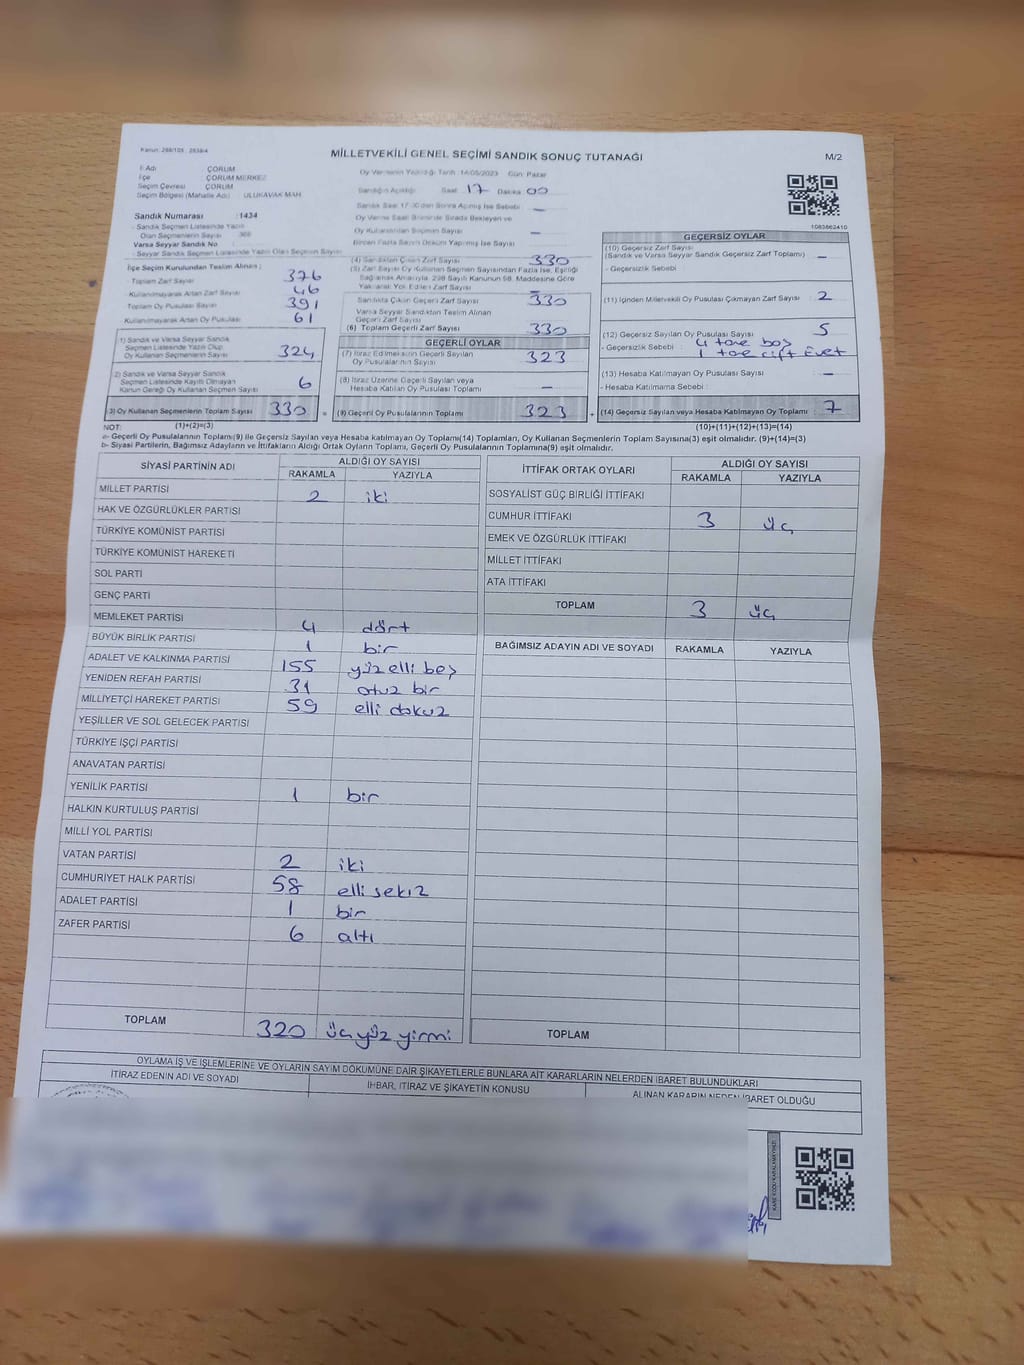 Kanun: 298/105 - 2839/4
MİLLETVEKİLİ GENEL SEÇİMİ SANDIK SONUÇ TUTANAĞI
M/2
İl Adı ÇORUM
İlçe ÇORUM MERKEZ
Seçim Çevresi ÇORUM
Seçim Bölgesi (Mahalle Adı) ULUKAVAK MAH.
Sandık Numarası : 1434
- Sandık Seçmen Listesinde Yazılı
Olan Seçmenlerin Sayısı 366
Varsa Seyyar Sandık No
- Seyyar Sandık Seçmen Listesinde Yazılı Olan Seçmen Sayısı
İlçe Seçim Kurulundan Teslim Alınan ;
- Toplam Zarf Sayısı 376
- Kullanılmayarak Artan Zarf Sayısı 46
Toplam Oy Pusulası Sayısı 391
- Kullanılmayarak Artan Oy Pusulası 61
1) Sandık ve Varsa Seyyar Sandık
Seçmen Listesinde Yazılı Olup
Oy Kullanan Seçmenlerin Sayısı 324
2) Sandık ve Varsa Seyyar Sandık
Seçmen Listesinde Kayıtlı Olmayan
Kanun Gereği Oy Kullanan Seçmen Sayısı 6
3) Oy Kullanan Seçmenlerin Toplam Sayısı 330 =
Oy Vermenin Yapıldığı Tarih 14/05/2023 Gün: Pazar
Sandığın Açıldığı Saat 17 Dakika 00
Sandık Saat 17:00'den Sonra Açılmış İse Sebebi –
Oy Verme Saati Bitiminde Sırada Bekleyen ve
Oy Kullandırılan Seçmen Sayısı –
Birden Fazla Sayım Döküm Yapılmış İse Sayısı
(4) Sandıktan Çıkan Zarf Sayısı 330
(5) Zarf Sayısı Oy Kullanan Seçmen Sayısından Fazla İse, Eşitliği
Sağlamak Amacıyla, 298 Sayılı Kanunun 98. Maddesine Göre
Yakılarak Yok Edilen Zarf Sayısı –
Sandıkta Çıkan Geçerli Zarf Sayısı 330
Varsa Seyyar Sandıktan Teslim Alınan
Geçerli Zarf Sayısı
(6) Toplam Geçerli Zarf Sayısı 330
GEÇERLİ OYLAR
(7) İtiraz Edilmeksizin Geçerli Sayılan
Oy Pusulalarının Sayısı 323
(8) İtiraz Üzerine Geçerli Sayılan veya
Hesaba Katılan Oy Pusulası Toplamı –
(9) Geçerli Oy Pusulalarının Toplamı 323 +
1083662410
GEÇERSİZ OYLAR
(10) Geçersiz Zarf Sayısı
(Sandık ve Varsa Seyyar Sandık Geçersiz Zarf Toplamı) –
- Geçersizlik Sebebi
(11) İçinden Milletvekili Oy Pusulası Çıkmayan Zarf Sayısı : 2
(12) Geçersiz Sayılan Oy Pusulası Sayısı 5
- Geçersizlik Sebebi : 4 tane boş
1 tane çift Evet
(13) Hesaba Katılmayan Oy Pusulası Sayısı –
- Hesaba Katılmama Sebebi :
(14) Geçersiz Sayılan veya Hesaba Katılmayan Oy Toplamı 7
NOT: (1)+(2)=(3) (10)+(11)+(12)+(13)=(14)
a- Geçerli Oy Pusulalarının Toplamı(9) ile Geçersiz Sayılan veya Hesaba katılmayan Oy Toplamı(14) Toplamları, Oy Kullanan Seçmenlerin Toplam Sayısına(3) eşit olmalıdır. (9)+(14)=(3)
b- Siyasi Partilerin, Bağımsız Adayların ve İttifakların Aldığı Ortak Oyların Toplamı, Geçerli Oy Pusulalarının Toplamına(9) eşit olmalıdır.
SİYASİ PARTİNİN ADI ALDIĞI OY SAYISI
RAKAMLA YAZIYLA
MİLLET PARTİSİ 2 iki
HAK VE ÖZGÜRLÜKLER PARTİSİ
TÜRKİYE KOMÜNİST PARTİSİ
TÜRKİYE KOMÜNİST HAREKETİ
SOL PARTİ
GENÇ PARTİ
MEMLEKET PARTİSİ 4 dört
BÜYÜK BİRLİK PARTİSİ 1 bir
ADALET VE KALKINMA PARTİSİ 155 yüz elli beş
YENİDEN REFAH PARTİSİ 31 otuz bir
MİLLİYETÇİ HAREKET PARTİSİ 59 elli dokuz
YEŞİLLER VE SOL GELECEK PARTİSİ
TÜRKİYE İŞÇİ PARTİSİ
ANAVATAN PARTİSİ
YENİLİK PARTİSİ 1 bir
HALKIN KURTULUŞ PARTİSİ
MİLLİ YOL PARTİSİ
VATAN PARTİSİ 2 iki
CUMHURİYET HALK PARTİSİ 58 elli sekiz
ADALET PARTİSİ 1 bir
ZAFER PARTİSİ 6 altı
TOPLAM 320 üç yüz yirmi
İTTİFAK ORTAK OYLARI ALDIĞI OY SAYISI
RAKAMLA YAZIYLA
SOSYALİST GÜÇ BİRLİĞİ İTTİFAKI
CUMHUR İTTİFAKI 3 üç
EMEK VE ÖZGÜRLÜK İTTİFAKI
MİLLET İTTİFAKI
ATA İTTİFAKI
TOPLAM 3 üç
BAĞIMSIZ ADAYIN ADI VE SOYADI RAKAMLA YAZIYLA
TOPLAM
OYLAMA İŞ VE İŞLEMLERİNE VE OYLARIN SAYIM DÖKÜMÜNE DAİR ŞİKAYETLERLE BUNLARA AİT KARARLARIN NELERDEN İBARET BULUNDUKLARI
İTİRAZ EDENİN ADI VE SOYADI İHBAR, İTİRAZ VE ŞİKAYETİN KONUSU ALINAN KARARIN NEDEN İBARET OLDUĞU